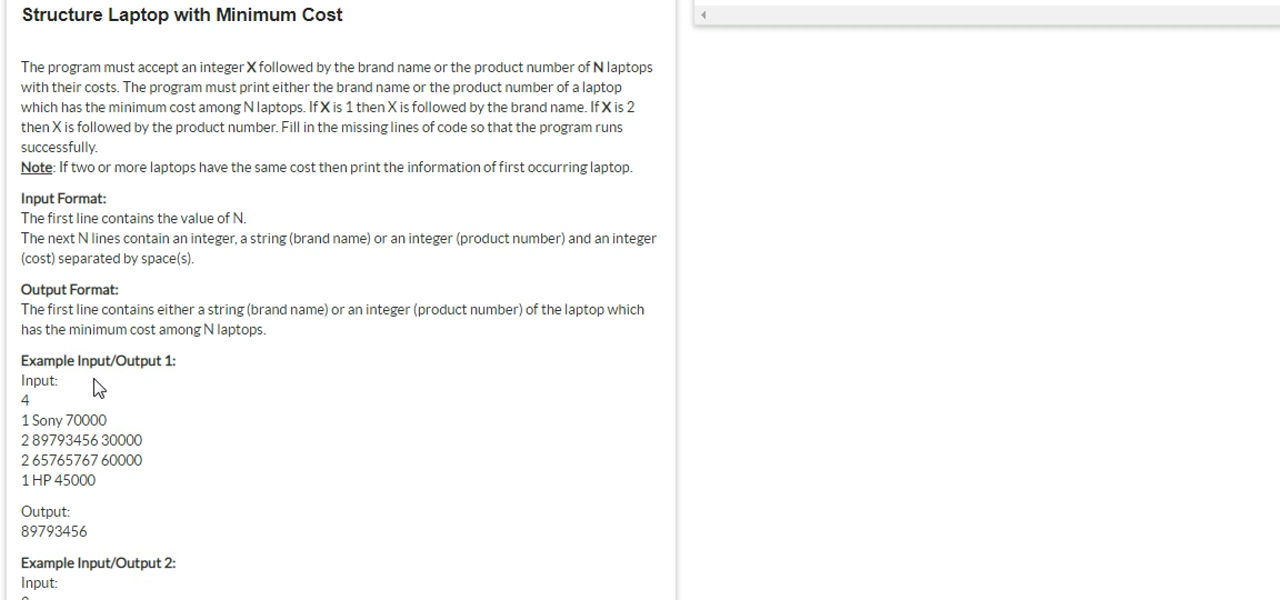 Structure Laptop with Minimum Cost
The program must accept an integer X followed by the brand name or the product number of N laptops
with their costs. The program must print either the brand name or the product number of a laptop
which has the minimum cost among N laptops. If X is 1 then X is followed by the brand name. If X is 2
then X is followed by the product number. Fill in the missing lines of code so that the program runs
successfully.
Note: If two or more laptops have the same cost then print the information of first occurring laptop.
Input Format:
The first line contains the value of N.
The next N lines contain an integer, a string (brand name) or an integer (product number) and an integer
(cost) separated by space(s).
Output Format:
The first line contains either a string (brand name) or an integer (product number) of the laptop which
has the minimum cost among N laptops.
Example Input/Output 1:
Input:
4
1 Sony 70000
2 89793456 30000
2 65765767 60000
1 HP 45000
Output:
89793456
Example Input/Output 2:
Input: